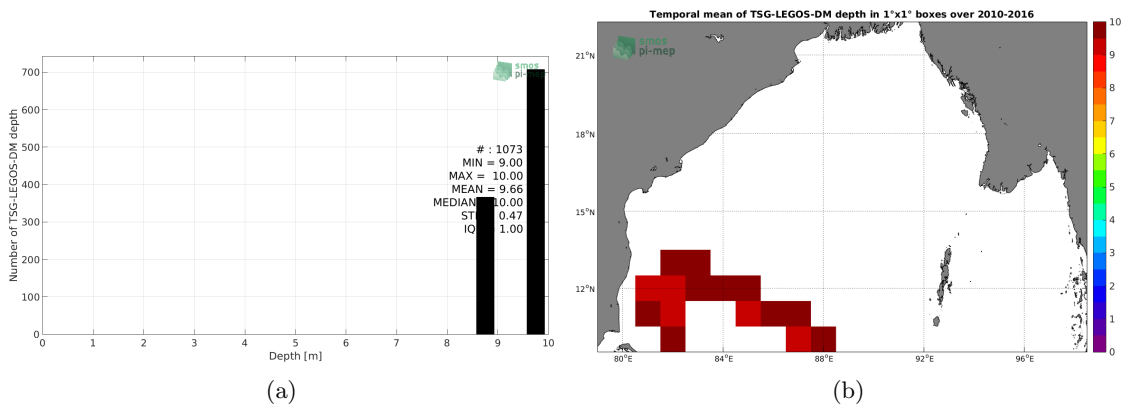 smos
pi-mep
Number of TSG-LEGOS-DM depth
700
600
500
400
300
200
100
0
# : 1073
MIN = 9.00
MAX = 10.00
MEAN = 9.66
MEDIAN 10.00
0.47
1.00
0 1 2 3 4 5 6 7 8 9 10
Depth [m]
(a)
Temporal mean of TSG-LEGOS-DM depth in 1°x1° boxes over 2010-2016
smos
pi-mep
21°N
18°N
15°N
12°N
80°E 84°E 88°E 92°E 96°E
10
9
8
7
6
5
4
3
2
1
0
(b)